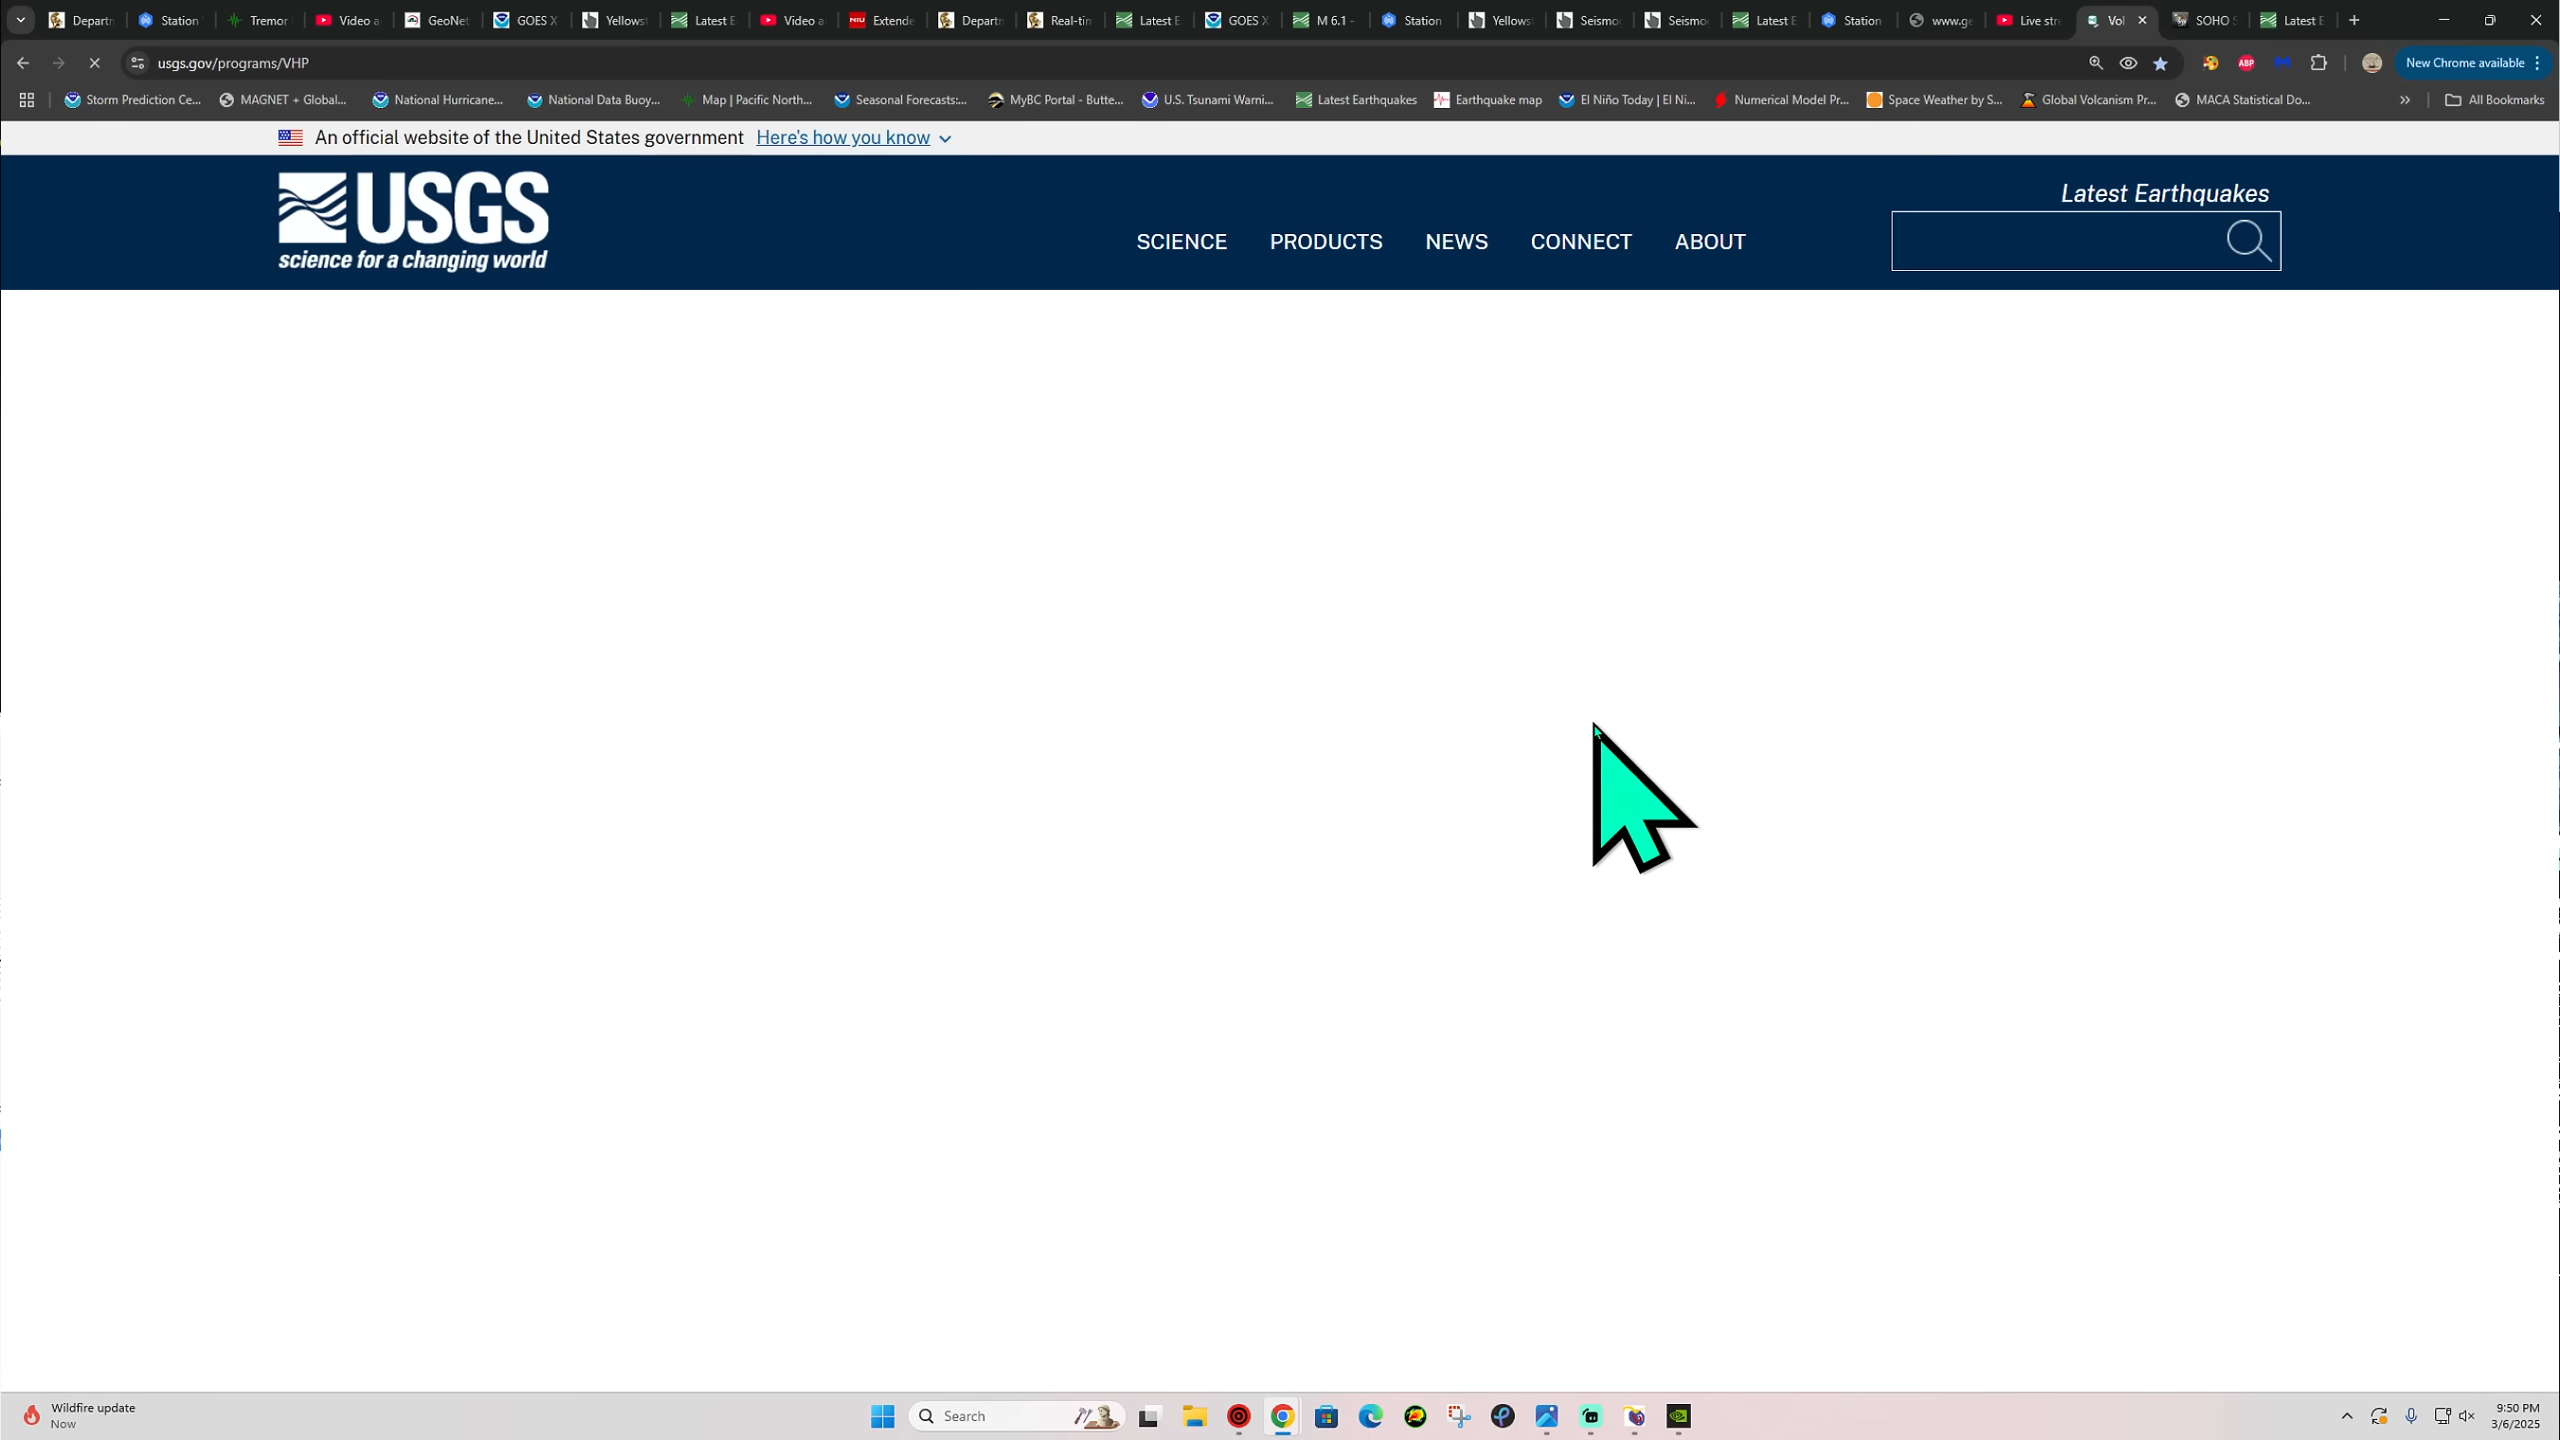 Departm
Station
Tremor
Video a
GeoNet
GOES X
Yellows
Latest E
Video a
NIU
Extende
Departm
Real-tim
Latest E
GOES X
M 6.1 -
Station
Yellows
Seismo
Seismo
Latest E
Station
www.ge
Live stre
Vol
SOHO S
Latest E
usgs.gov/programs/VHP
ABP
New Chrome available
Storm Prediction Ce...
MAGNET + Global...
National Hurricane...
National Data Buoy...
Map | Pacific North...
Seasonal Forecasts:...
MyBC Portal - Butte...
U.S. Tsunami Warni...
Latest Earthquakes
Earthquake map
El Niño Today | El Ni...
Numerical Model Pr...
Space Weather by S...
Global Volcanism Pr...
MACA Statistical Do...
All Bookmarks
An official website of the United States government Here's how you know
USGS
science for a changing world
SCIENCE
PRODUCTS
NEWS
CONNECT
ABOUT
Latest Earthquakes
Wildfire update
Now
Search
9:50 PM
3/6/2025